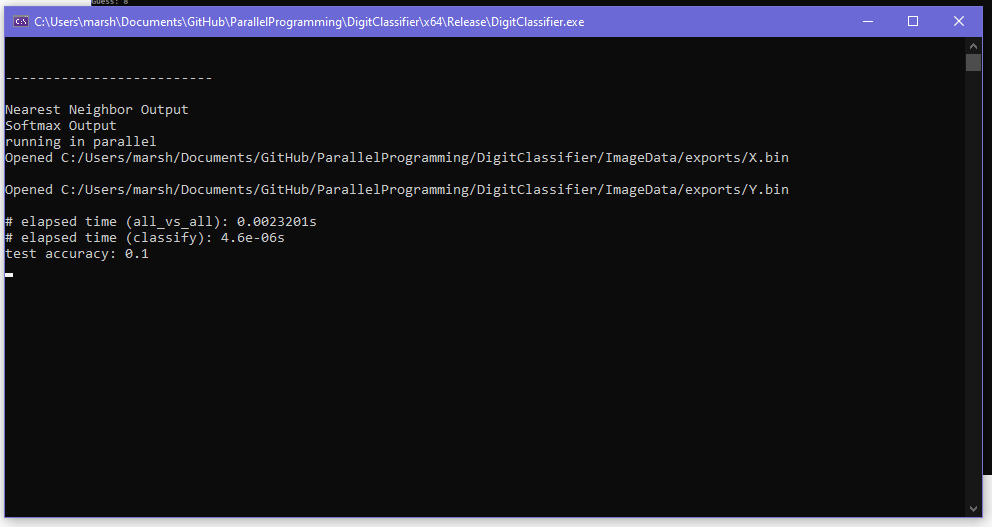 Guess: 8
C:\Users\marsh\Documents\GitHub\ParallelProgramming\DigitClassifier\x64\Release\DigitClassifier.exe
--------------------------
Nearest Neighbor Output
Softmax Output
running in parallel
Opened C:/Users/marsh/Documents/GitHub/ParallelProgramming/DigitClassifier/ImageData/exports/X.bin
Opened C:/Users/marsh/Documents/GitHub/ParallelProgramming/DigitClassifier/ImageData/exports/Y.bin
# elapsed time (all_vs_all): 0.0023201s
# elapsed time (classify): 4.6e-06s
test accuracy: 0.1